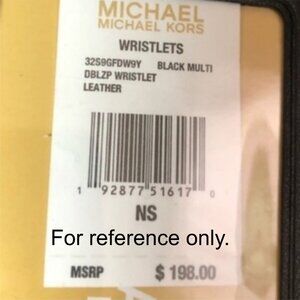 MICHAEL
MICHAEL KORS
WRISTLETS
32S9GFDW9Y BLACK MULTI
DBLZP WRISTLET
LEATHER
1 92877 51617 0
NS
For reference only.
MSRP $ 198.00